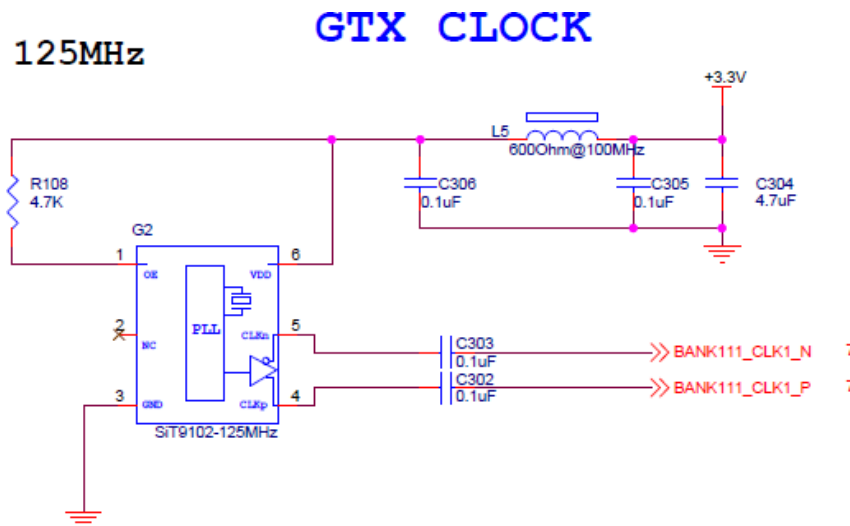 GTX CLOCK
125MHz
+3.3V
L5
600Ohm@100MHz
R108
4.7K
C306
0.1uF
C305
0.1uF
C304
4.7uF
G2
1
OE
VDD
6
PLL
2
NC
CLKn
5
C303
0.1uF
BANK111_CLK1_N
3
GND
CLKp
4
C302
0.1uF
BANK111_CLK1_P
SiT9102-125MHz